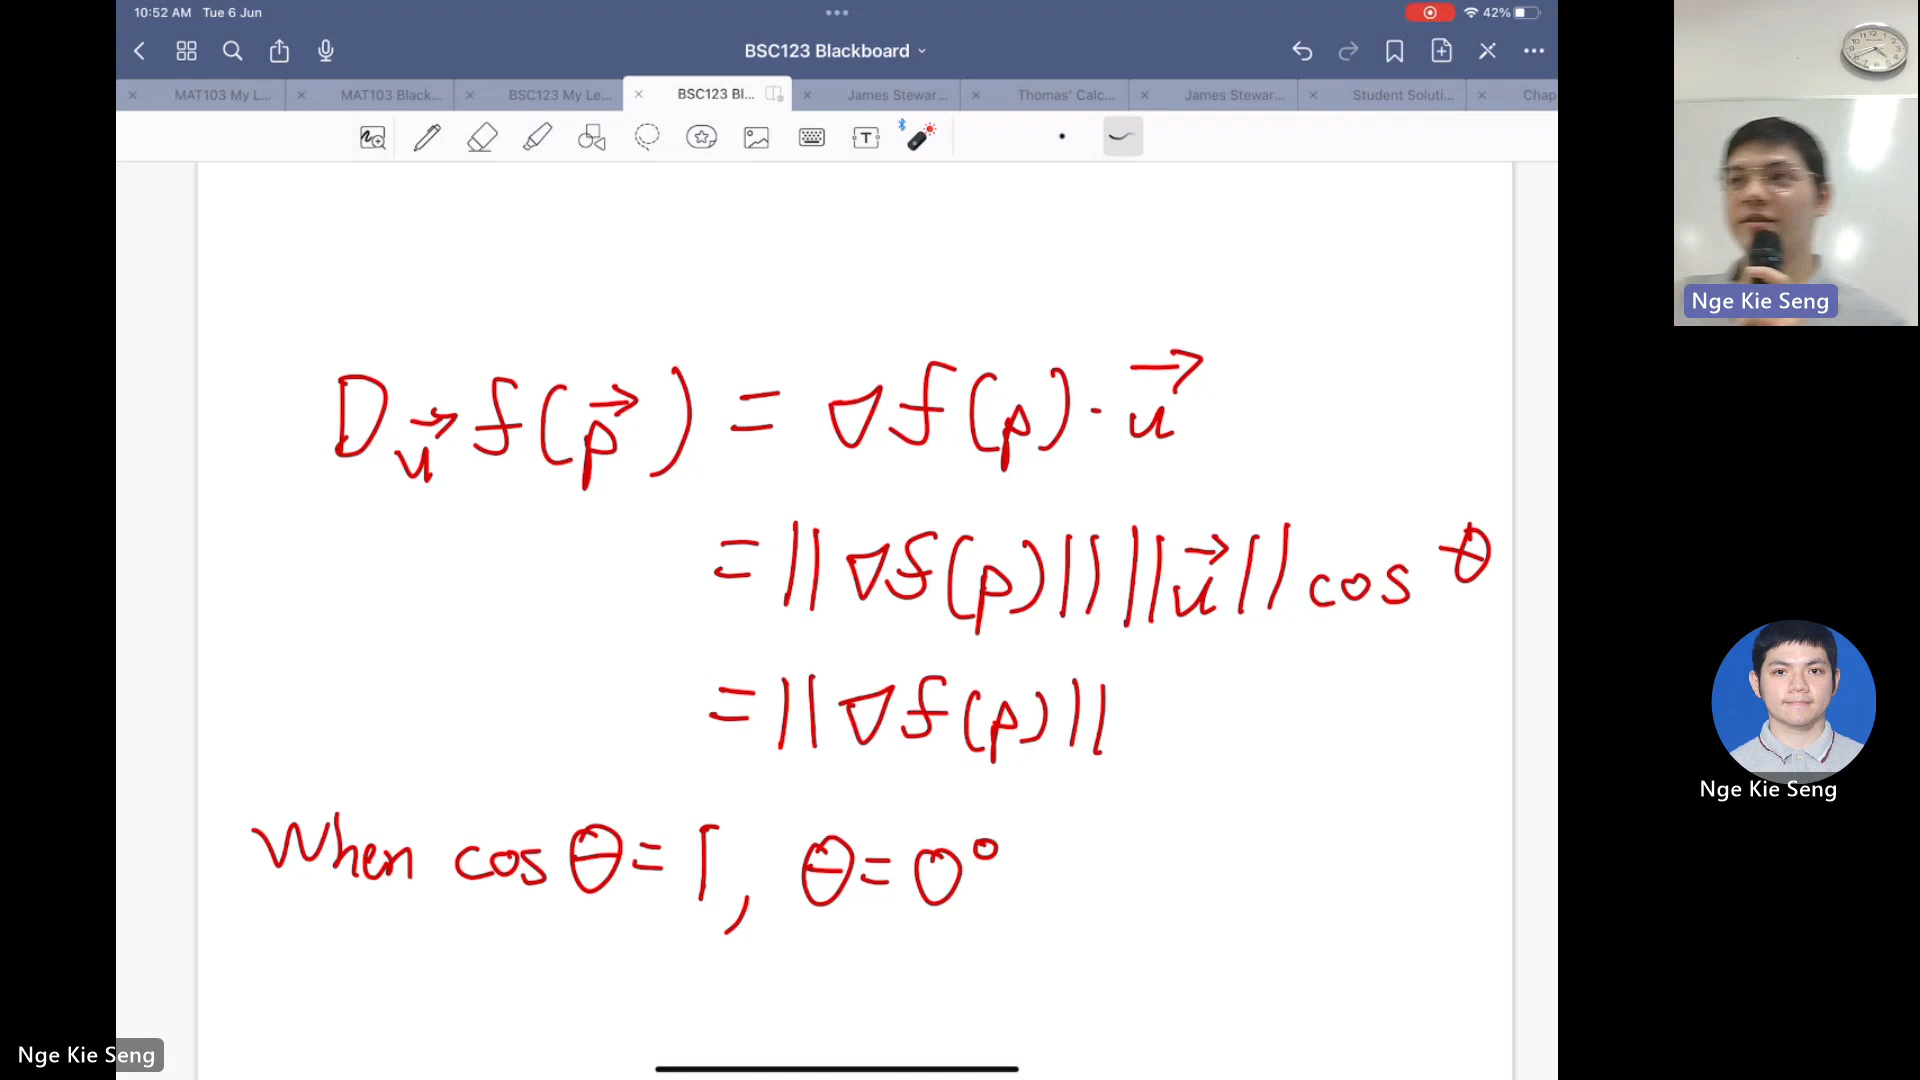 10:52 AM Tue 6 Jun
42%
BSC123 Blackboard
MAT103 My L...
MAT103 Black...
BSC123 My Le...
BSC123 Bl...
James Stewar...
Thomas' Calc...
James Stewar...
Student Soluti...
Chap
D_u⃗ f(p⃗) = ∇f(p) · u⃗
= ||∇f(p)|| ||u⃗|| cos θ
= ||∇f(p)||
When cos θ = 1, θ = 0°
Nge Kie Seng
Nge Kie Seng
Nge Kie Seng